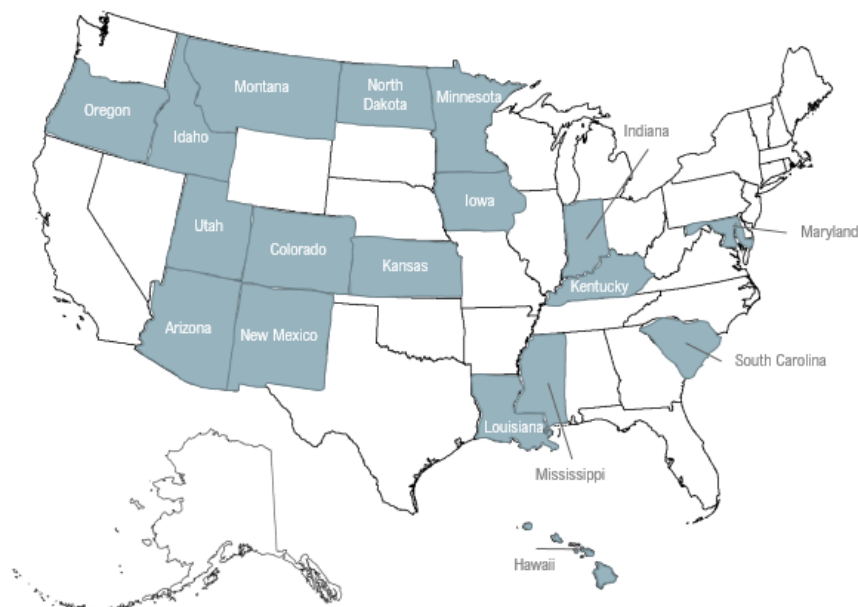 Montana
North
Dakota
Minnesota
Oregon
Idaho
Indiana
Iowa
Utah
Maryland
Colorado
Kansas
Kentucky
Arizona
New Mexico
South Carolina
Louisiana
Mississippi
Hawaii